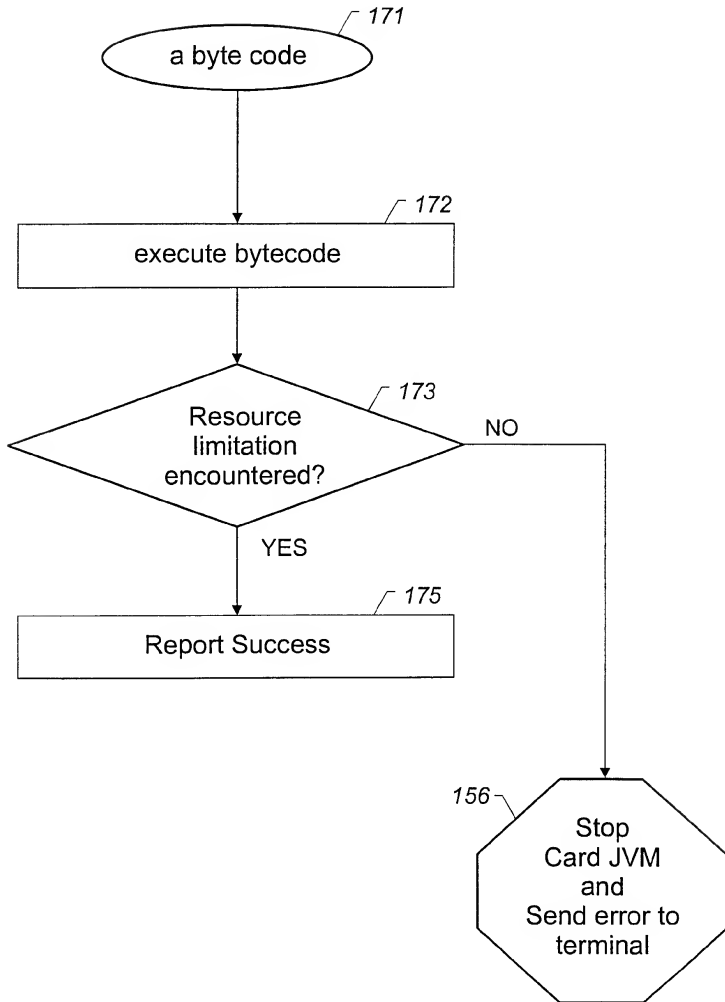 171
a byte code
172
execute bytecode
173
Resource
limitation
encountered?
NO
YES
175
Report Success
156
Stop
Card JVM
and
Send error to
terminal